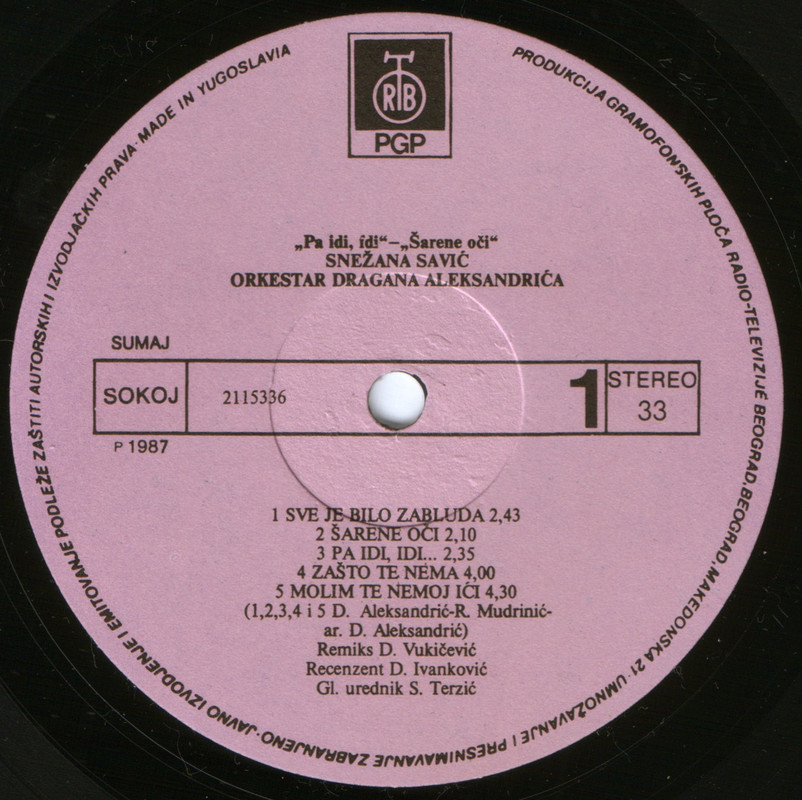 RTB
PGP
„Pa idi, idi“–„Šarene oči“
SNEŽANA SAVIĆ
ORKESTAR DRAGANA ALEKSANDRIĆA
SUMAJ
SOKOJ
2115336
1
STEREO
33
P 1987
1 SVE JE BILO ZABLUDA 2,43
2 ŠARENE OČI 2,10
3 PA IDI, IDI... 2,35
4 ZAŠTO TE NEMA 4,00
5 MOLIM TE NEMOJ IĆI 4,30
(1,2,3,4 i 5 D. Aleksandrić-R. Mudrinić-
ar. D. Aleksandrić)
Remiks D. Vukičević
Recenzent D. Ivanković
Gl. urednik S. Terzić
PRODUKCIJA GRAMOFONSKIH PLOČA RADIO-TELEVIZIJE BEOGRAD, BEOGRAD, MAKEDONSKA 21 · UMNOŽAVANJE I PRESNIMAVANJE ZABRANJENO · JAVNO IZVODJENJE I EMITOVANJE PODLEŽE ZAŠTITI AUTORSKIH I IZVODJAČKIH PRAVA · MADE IN YUGOSLAVIA